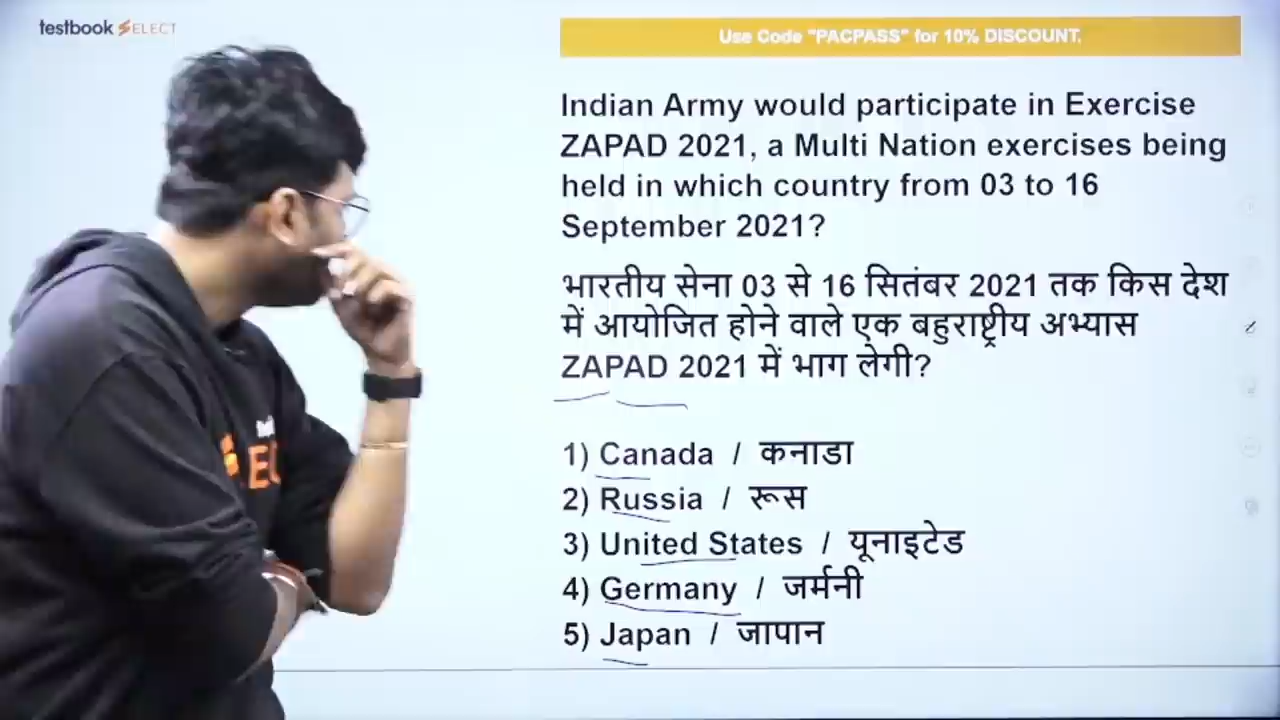 testbook SELECT
Use Code "PACPASS" for 10% DISCOUNT.
Indian Army would participate in Exercise
ZAPAD 2021, a Multi Nation exercises being
held in which country from 03 to 16
September 2021?
भारतीय सेना 03 से 16 सितंबर 2021 तक किस देश
में आयोजित होने वाले एक बहुराष्ट्रीय अभ्यास
ZAPAD 2021 में भाग लेगी?
1) Canada / कनाडा
2) Russia / रूस
3) United States / यूनाइटेड
4) Germany / जर्मनी
5) Japan / जापान